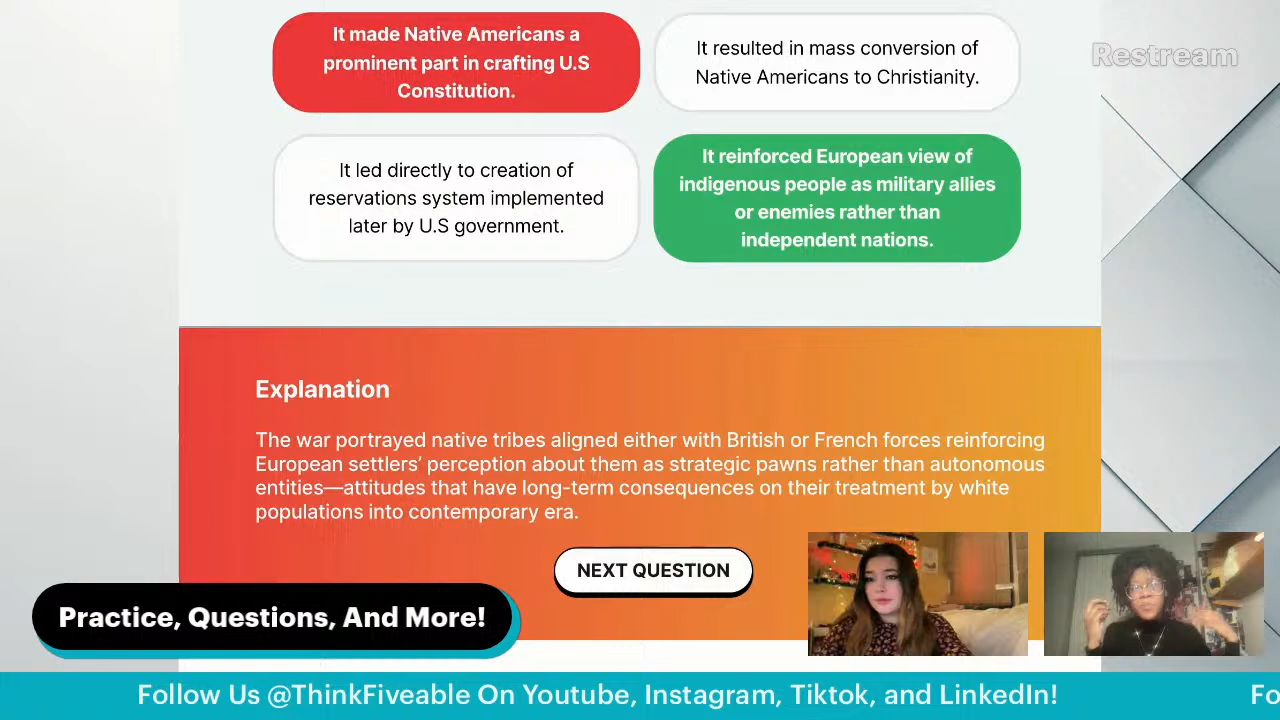 It made Native Americans a
prominent part in crafting U.S
Constitution.
It resulted in mass conversion of
Native Americans to Christianity.
Restream
It led directly to creation of
reservations system implemented
later by U.S government.
It reinforced European view of
indigenous people as military allies
or enemies rather than
independent nations.
Explanation
The war portrayed native tribes aligned either with British or French forces reinforcing
European settlers’ perception about them as strategic pawns rather than autonomous
entities—attitudes that have long-term consequences on their treatment by white
populations into contemporary era.
NEXT QUESTION
Practice, Questions, And More!
Follow Us @ThinkFiveable On Youtube, Instagram, Tiktok, and LinkedIn!
Fo